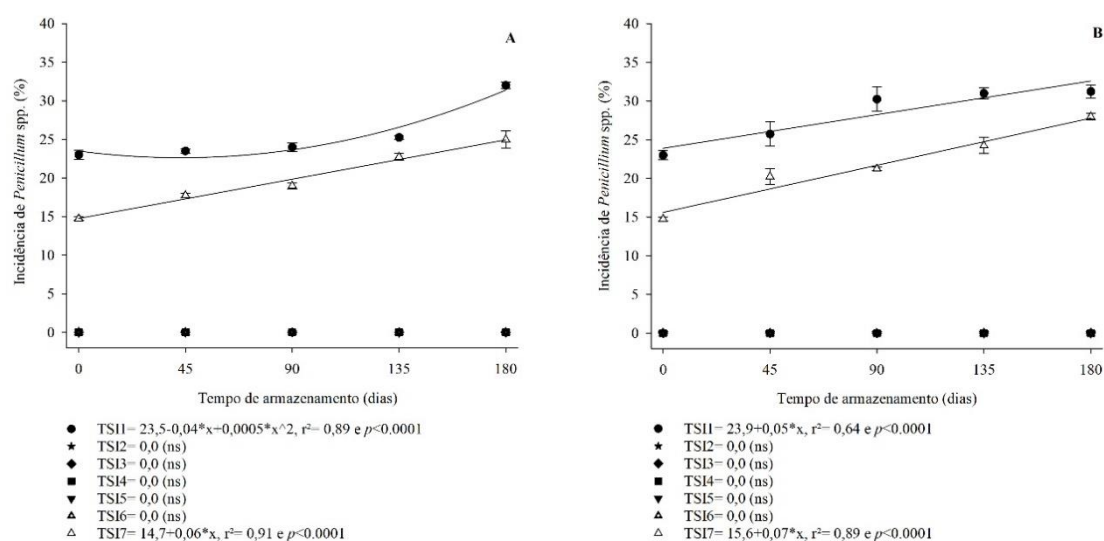 A
Incidência de Penicillum spp. (%)
40
35
30
25
20
15
10
5
0
0 45 90 135 180
Tempo de armazenamento (dias)
TSI1= 23,5-0,04*x+0,0005*x^2, r²= 0,89 e p<0.0001
TSI2= 0,0 (ns)
TSI3= 0,0 (ns)
TSI4= 0,0 (ns)
TSI5= 0,0 (ns)
TSI6= 0,0 (ns)
TSI7= 14,7+0,06*x, r²= 0,91 e p<0.0001
B
Incidência de Penicillium spp. (%)
40
35
30
25
20
15
10
5
0
0 45 90 135 180
Tempo de armazenamento (dias)
TSI1= 23,9+0,05*x, r²= 0,64 e p<0.0001
TSI2= 0,0 (ns)
TSI3= 0,0 (ns)
TSI4= 0,0 (ns)
TSI5= 0,0 (ns)
TSI6= 0,0 (ns)
TSI7= 15,6+0,07*x, r²= 0,89 e p<0.0001